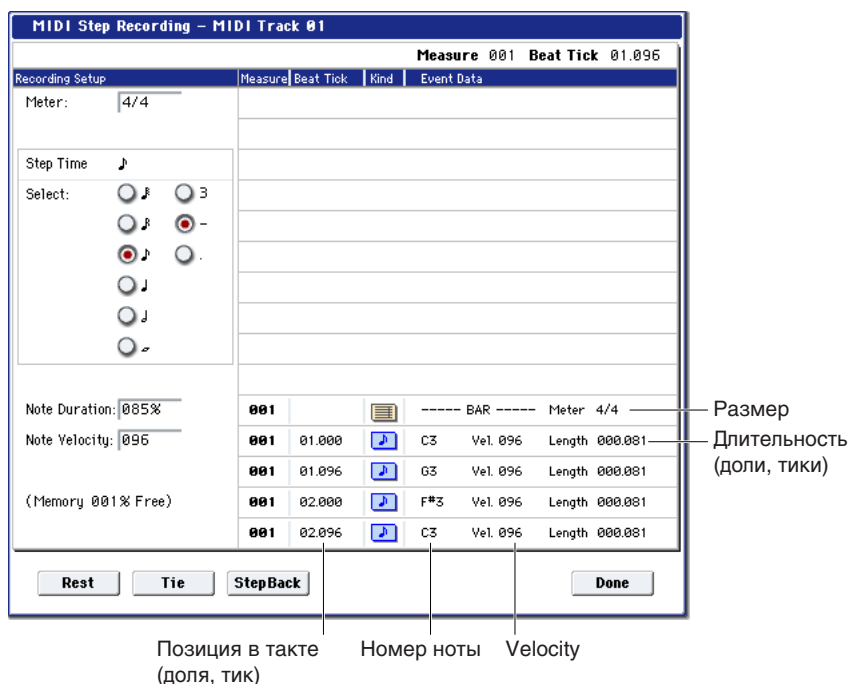 MIDI Step Recording – MIDI Track 01
Measure 001 Beat Tick 01.096
Recording Setup Measure Beat Tick Kind Event Data
Meter: 4/4
Step Time
Select: 3
–
.
Note Duration: 085% 001 ----- BAR ----- Meter 4/4 Размер
Note Velocity: 096 001 01.000 C3 Vel. 096 Length 000.081 Длительность
(доли, тики)
001 01.096 G3 Vel. 096 Length 000.081
(Memory 001% Free) 001 02.000 F#3 Vel. 096 Length 000.081
001 02.096 C3 Vel. 096 Length 000.081
Rest Tie StepBack Done
Позиция в такте Номер ноты Velocity
(доля, тик)